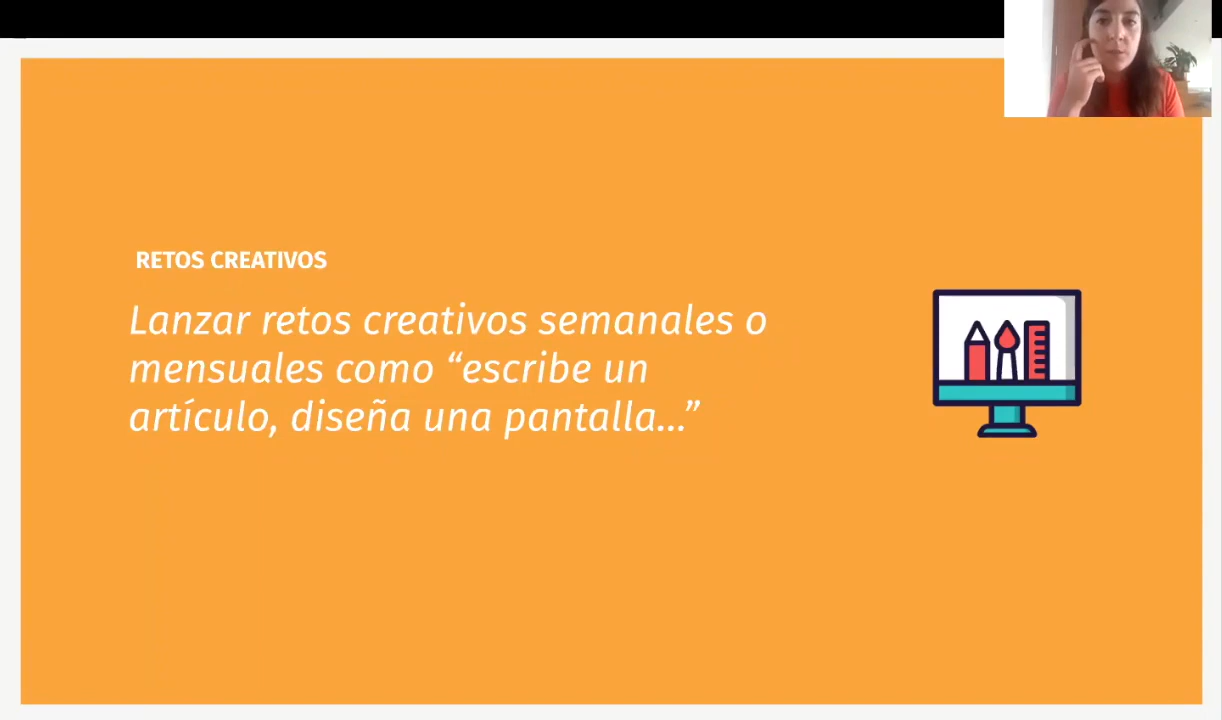 RETOS CREATIVOS
Lanzar retos creativos semanales o
mensuales como “escribe un
artículo, diseña una pantalla...”